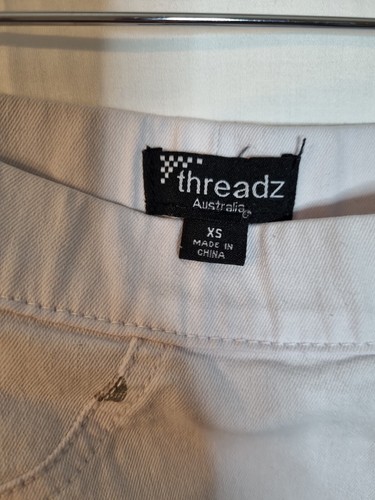 threadz
Australia
XS
MADE IN
CHINA